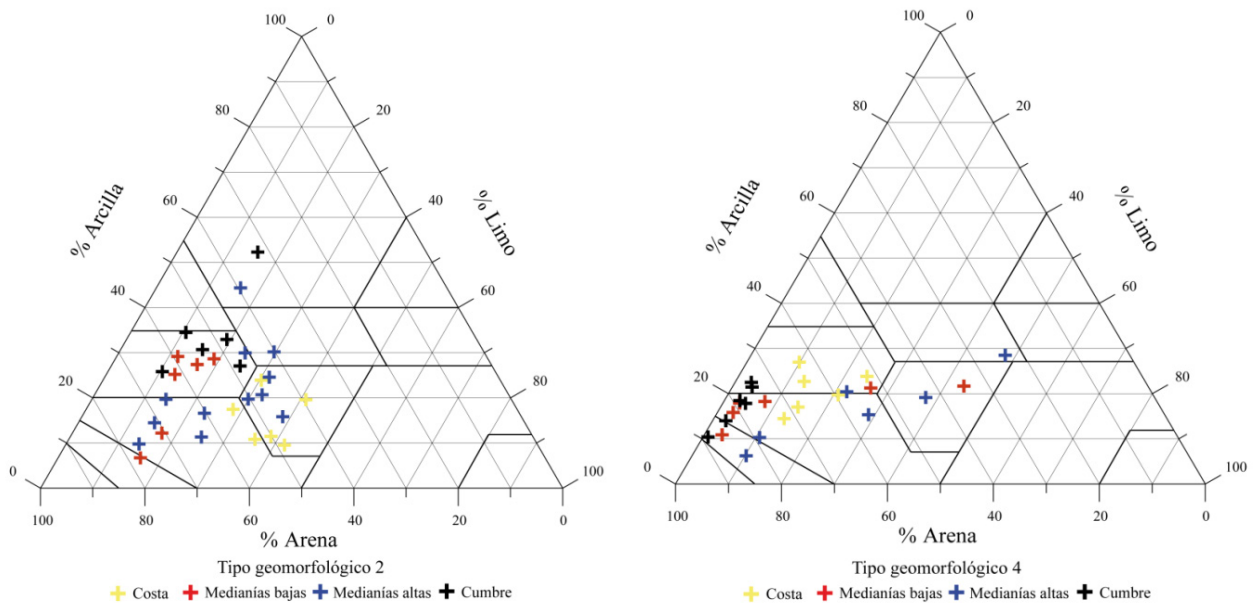 100 0
80 20
% Arcilla
% Limo
60 40
40 60
20 80
0 100
100 80 60 40 20 0
% Arena
Tipo geomorfológico 2
Costa Medianías bajas Medianías altas Cumbre
100 0
80 20
% Arcilla
% Limo
60 40
40 60
20 80
0 100
100 80 60 40 20 0
% Arena
Tipo geomorfológico 4
Costa Medianías bajas Medianías altas Cumbre